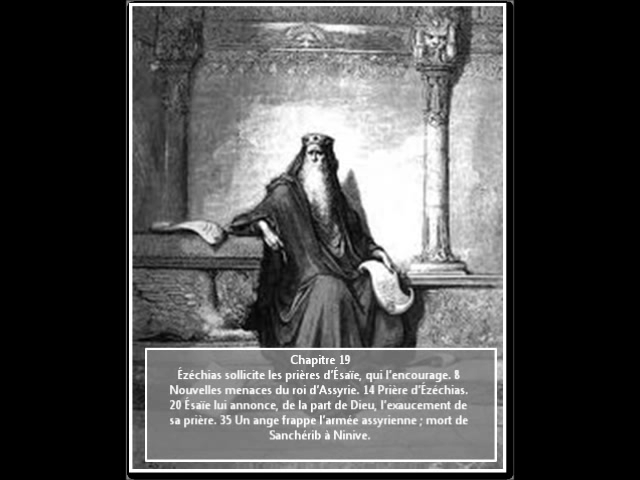 Chapitre 19
Ézéchias sollicite les prières d'Ésaïe, qui l'encourage. 8
Nouvelles menaces du roi d'Assyrie. 14 Prière d'Ézéchias.
20 Ésaïe lui annonce, de la part de Dieu, l'exaucement de
sa prière. 35 Un ange frappe l'armée assyrienne ; mort de
Sanchérib à Ninive.